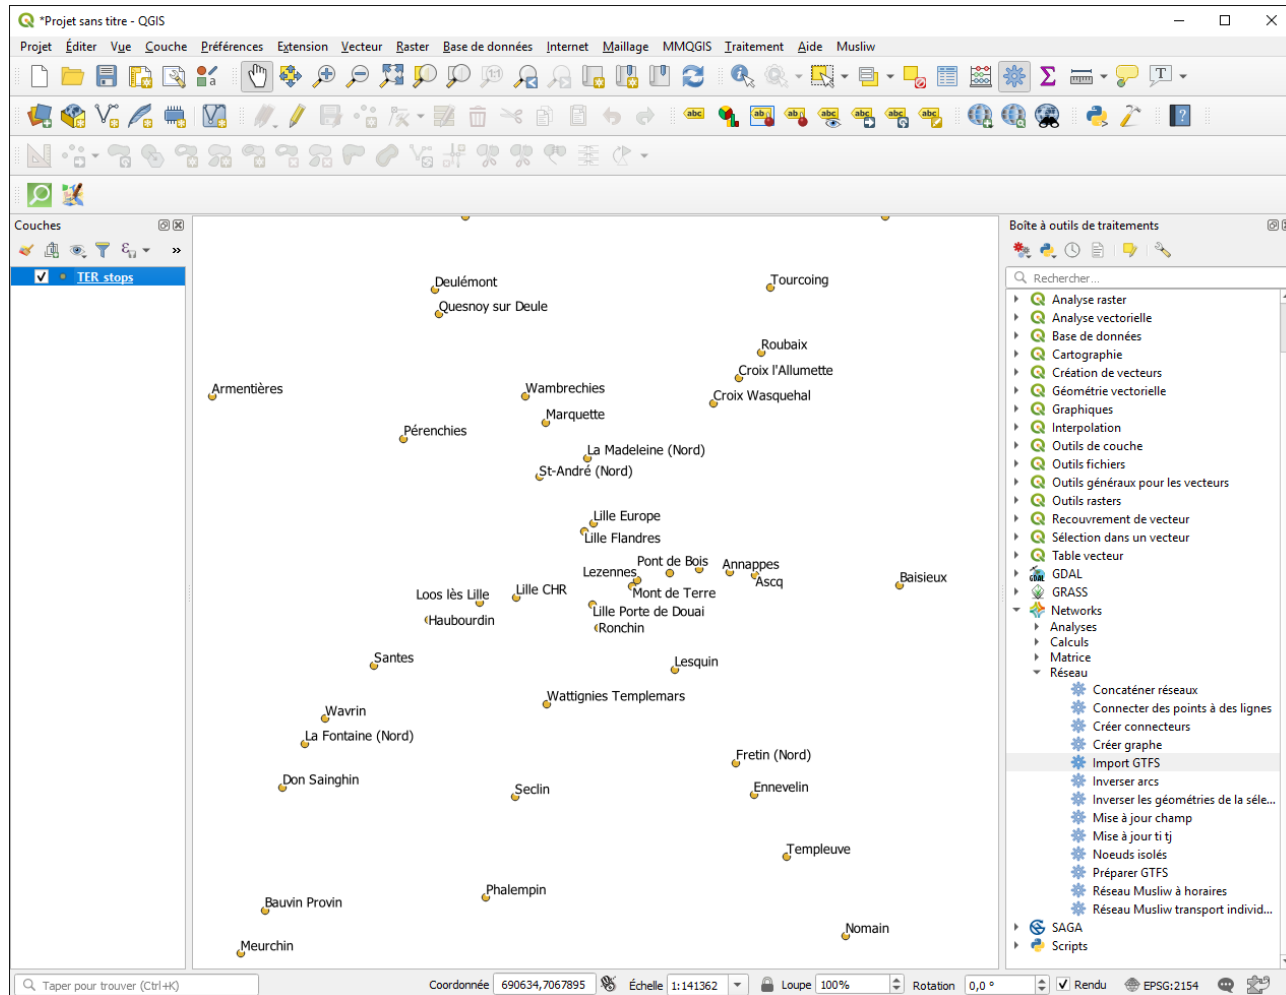 *Projet sans titre - QGIS
Projet Éditer Vue Couche Préférences Extension Vecteur Raster Base de données Internet Maillage MMQGIS Traitement Aide Musliw
Couches
TER stops
Deulémont
Tourcoing
Quesnoy sur Deule
Roubaix
Croix l'Allumette
Armentières
Wambrechies
Croix Wasquehal
Marquette
Pérenchies
La Madeleine (Nord)
St-André (Nord)
Lille Europe
Lille Flandres
Pont de Bois
Annappes
Lezennes
Ascq
Baisieux
Loos lès Lille
Lille CHR
Mont de Terre
Lille Porte de Douai
Haubourdin
Ronchin
Santes
Lesquin
Wattignies Templemars
Wavrin
La Fontaine (Nord)
Fretin (Nord)
Don Sainghin
Seclin
Ennevelin
Templeuve
Phalempin
Bauvin Provin
Nomain
Meurchin
Boîte à outils de traitements
Rechercher...
Analyse raster
Analyse vectorielle
Base de données
Cartographie
Création de vecteurs
Géométrie vectorielle
Graphiques
Interpolation
Outils de couche
Outils fichiers
Outils généraux pour les vecteurs
Outils rasters
Recouvrement de vecteur
Sélection dans un vecteur
Table vecteur
GDAL
GRASS
Networks
Analyses
Calculs
Matrice
Réseau
Concaténer réseaux
Connecter des points à des lignes
Créer connecteurs
Créer graphe
Import GTFS
Inverser arcs
Inverser les géométries de la séle...
Mise à jour champ
Mise à jour ti tj
Noeuds isolés
Préparer GTFS
Réseau Musliw à horaires
Réseau Musliw transport individ...
SAGA
Scripts
Taper pour trouver (Ctrl+K)
Coordonnée 690634,7067895 Échelle 1:141362 Loupe 100% Rotation 0,0 ° Rendu EPSG:2154